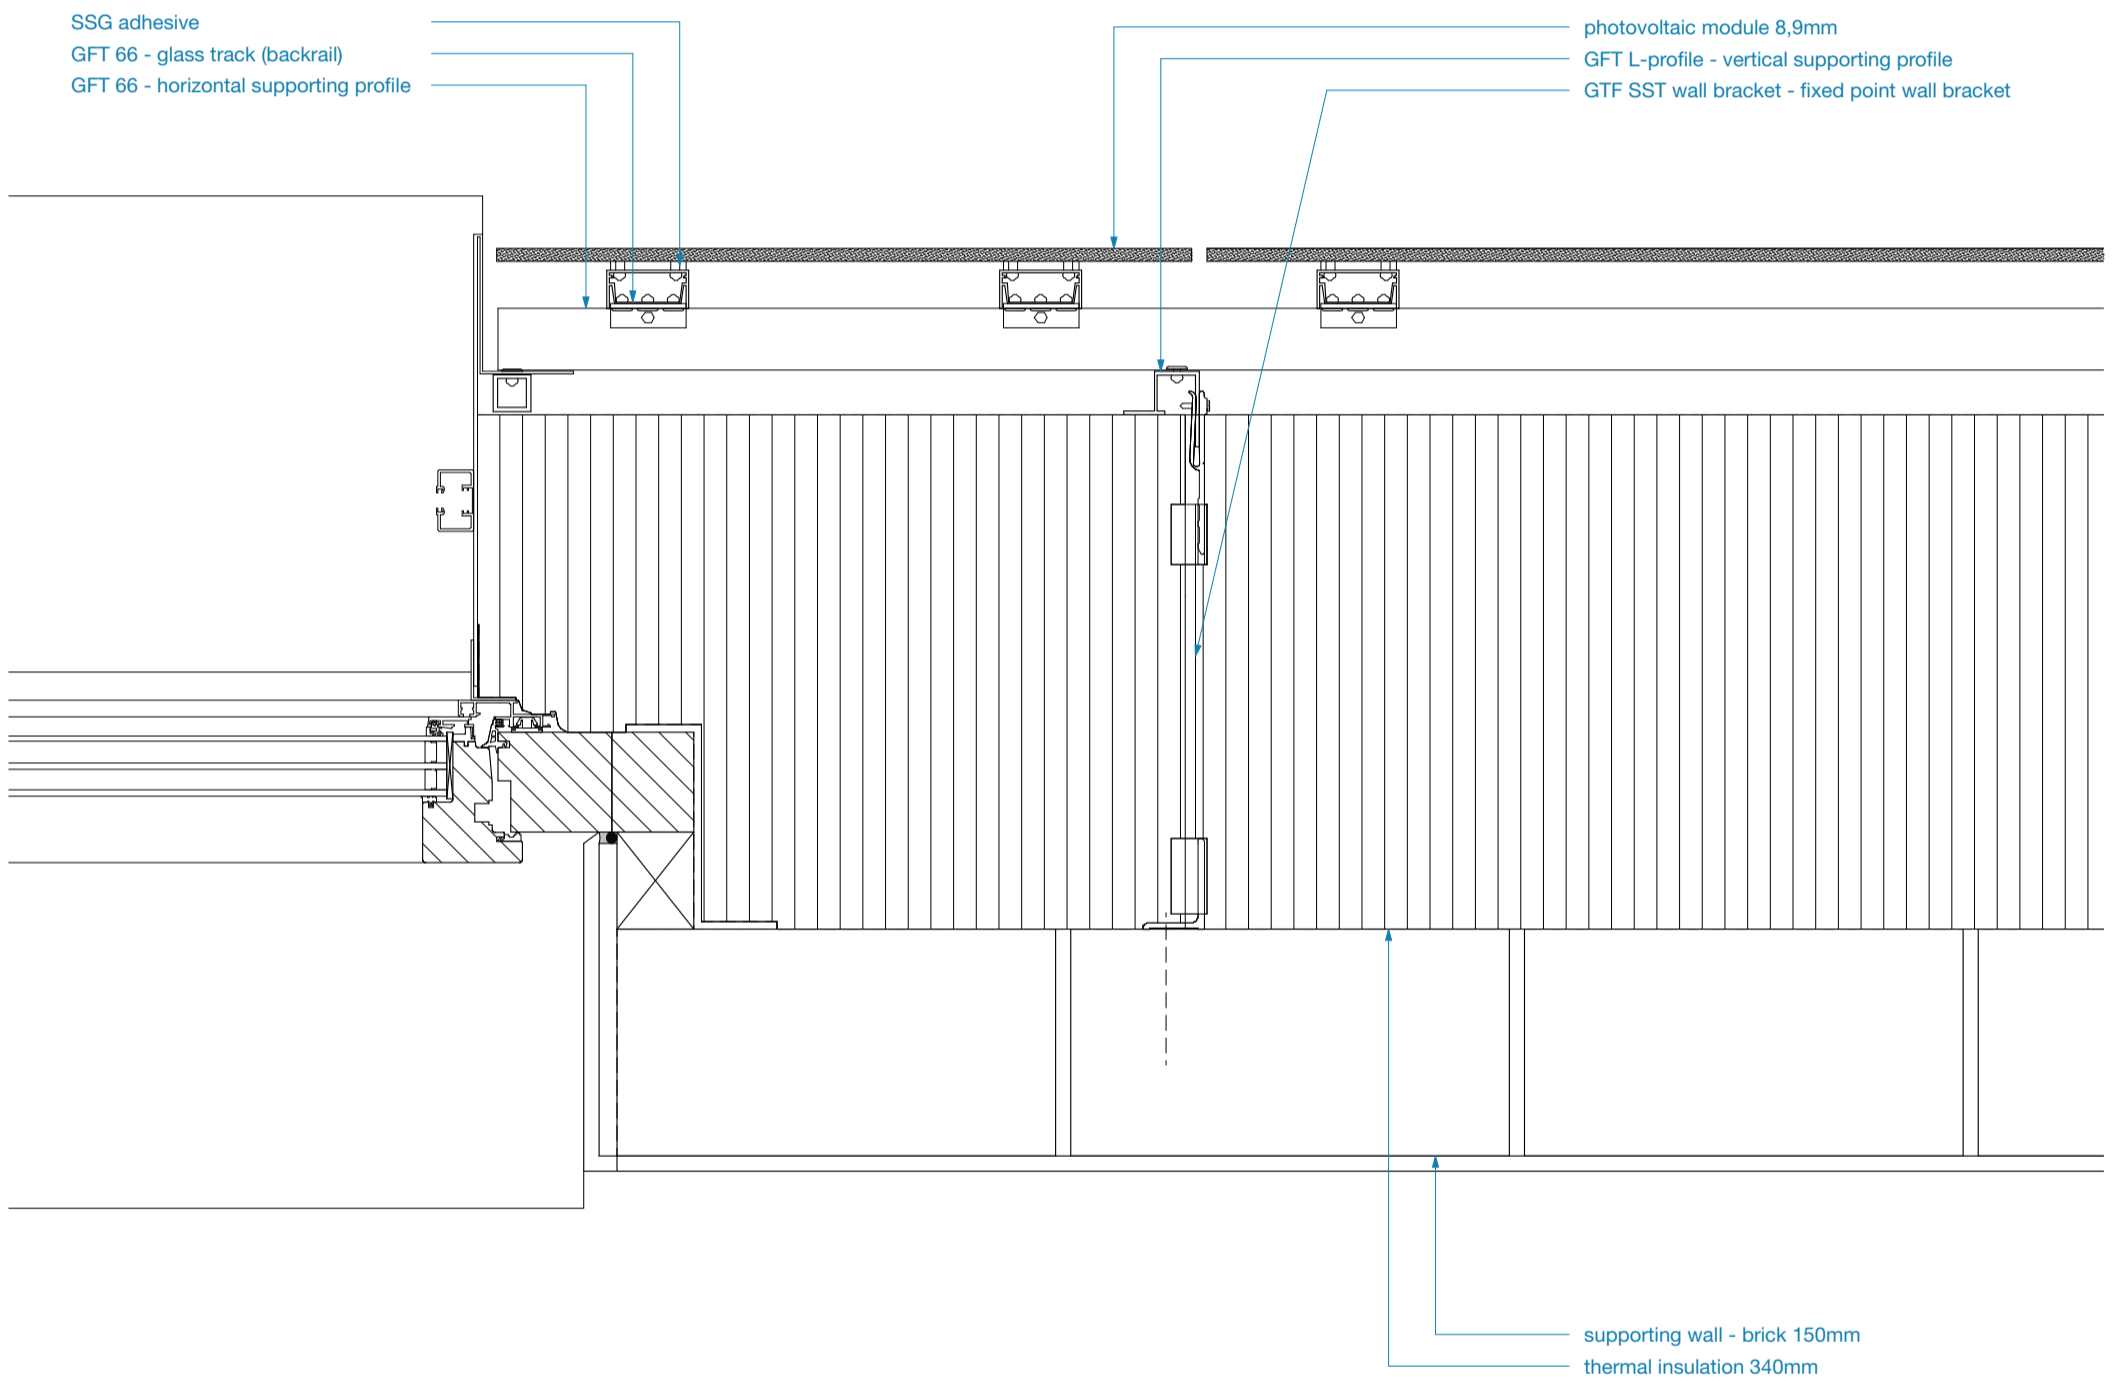 SSG adhesive
GFT 66 - glass track (backrail)
GFT 66 - horizontal supporting profile
photovoltaic module 8,9mm
GFT L-profile - vertical supporting profile
GTF SST wall bracket - fixed point wall bracket
supporting wall - brick 150mm
thermal insulation 340mm